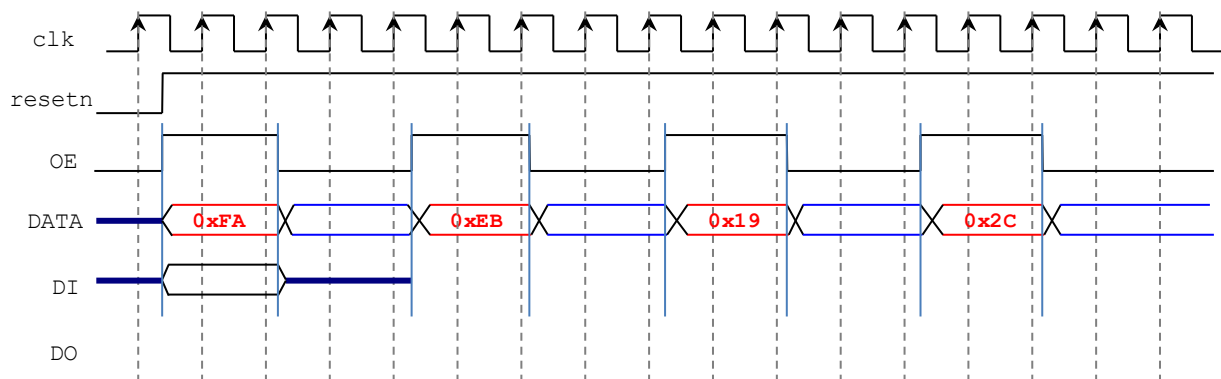 clk
resetn
OE
DATA 0xFA 0xEB 0x19 0x2C
DI
DO